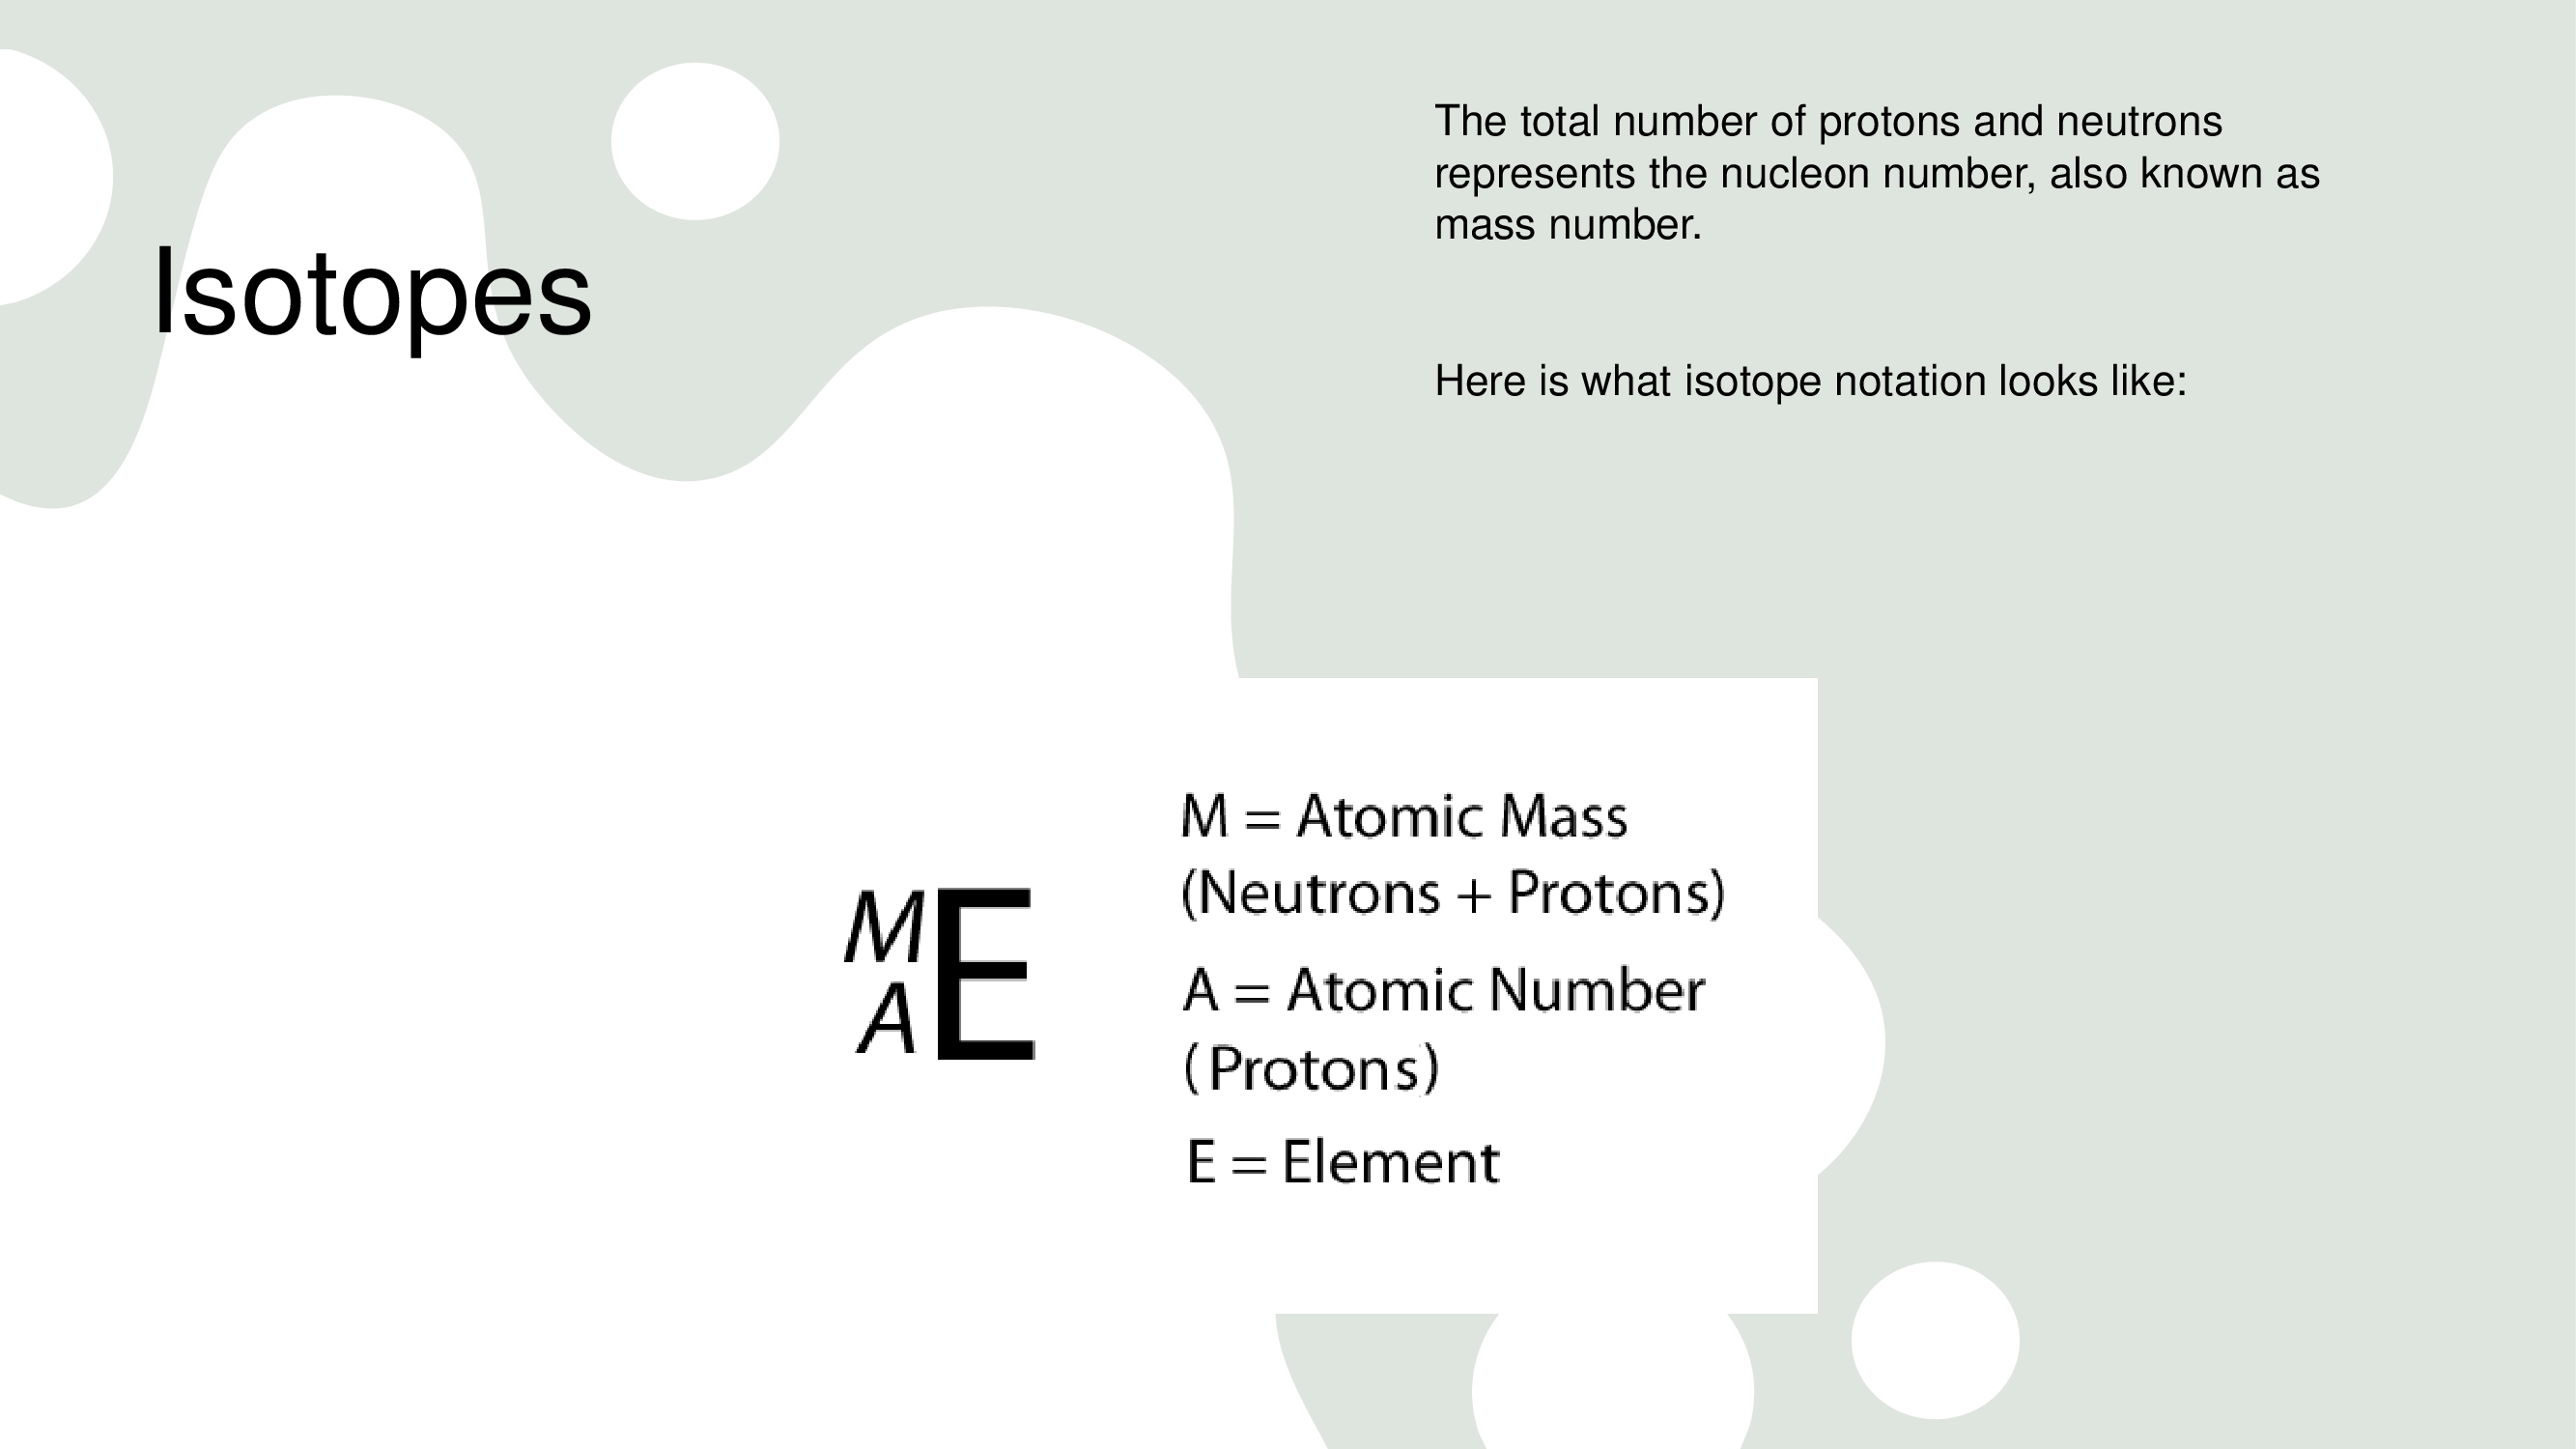 Isotopes
The total number of protons and neutrons
represents the nucleon number, also known as
mass number.
Here is what isotope notation looks like:
M
A
E
M = Atomic Mass
(Neutrons + Protons)
A = Atomic Number
( Protons)
E = Element